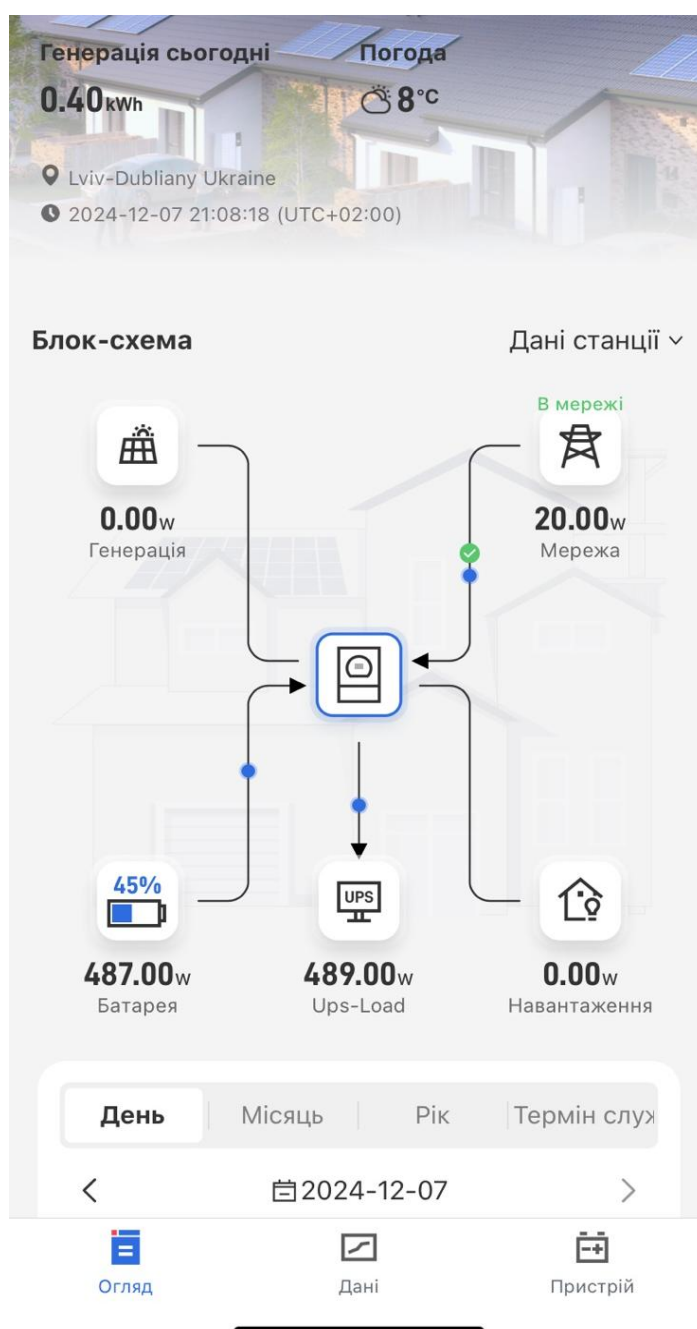 Генерація сьогодні Погода
0.40kWh 8°C
Lviv-Dubliany Ukraine
2024-12-07 21:08:18 (UTC+02:00)
Блок-схема Дані станції
В мережі
0.00w 20.00w
Генерація Мережа
45%
UPS
487.00w 489.00w 0.00w
Батарея Ups-Load Навантаження
День Місяць Рік Термін служ
2024-12-07
Огляд Дані Пристрій